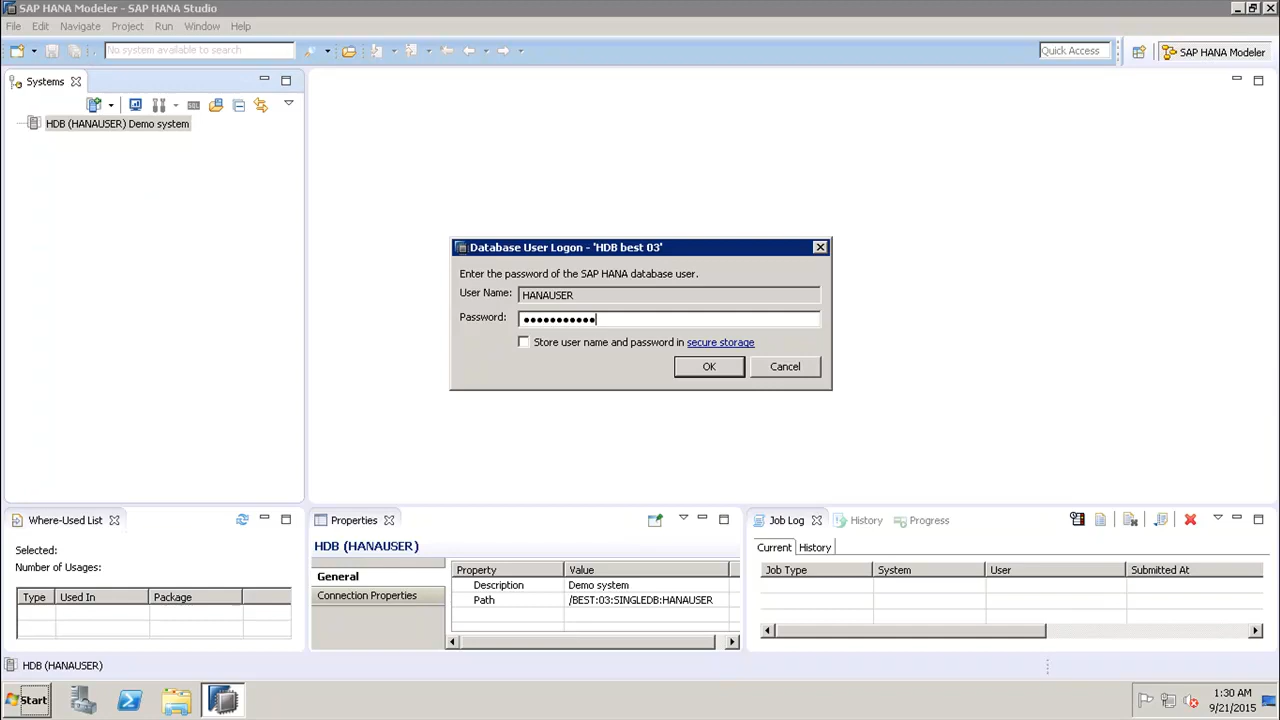 SAP HANA Modeler - SAP HANA Studio
File Edit Navigate Project Run Window Help
No system available to search
Quick Access
SAP HANA Modeler
Systems
SQL
HDB (HANAUSER) Demo system
Database User Logon - 'HDB best 03'
Enter the password of the SAP HANA database user.
User Name: HANAUSER
Password: ●●●●●●●●●●●
Store user name and password in secure storage
OK Cancel
Where-Used List
Selected:
Number of Usages:
Type Used In Package
Properties
HDB (HANAUSER)
General
Connection Properties
Property Value
Description Demo system
Path /BEST:03:SINGLEDB:HANAUSER
Job Log History Progress
Current History
Job Type System User Submitted At
HDB (HANAUSER)
Start
1:30 AM
9/21/2015